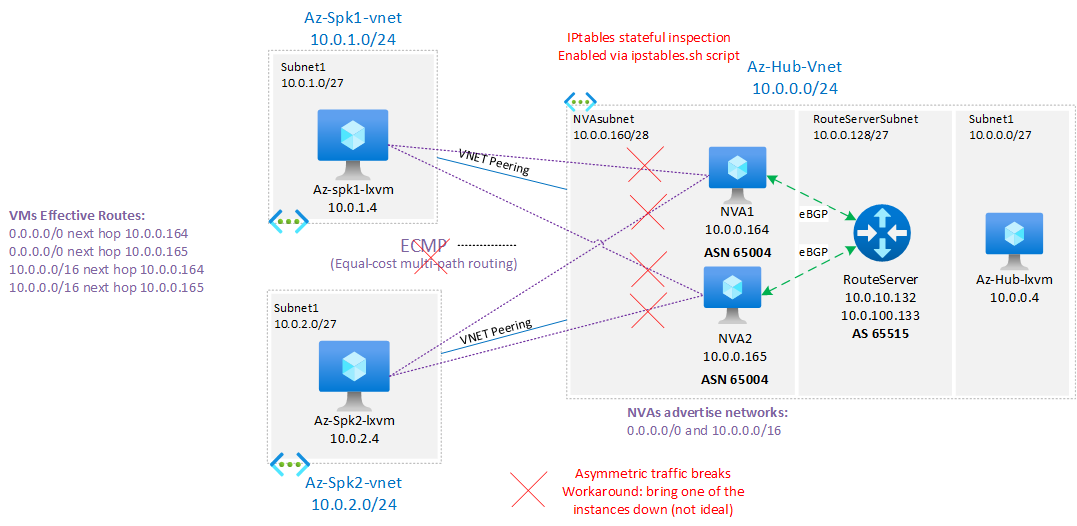 Az-Spk1-vnet
10.0.1.0/24
Subnet1
10.0.1.0/27
Az-spk1-lxvm
10.0.1.4
VMs Effective Routes:
0.0.0.0/0 next hop 10.0.0.164
0.0.0.0/0 next hop 10.0.0.165
10.0.0.0/16 next hop 10.0.0.164
10.0.0.0/16 next hop 10.0.0.165
VNET Peering
ECMP
(Equal-cost multi-path routing)
Subnet1
10.0.2.0/27
Az-Spk2-lxvm
10.0.2.4
VNET Peering
Az-Spk2-vnet
10.0.2.0/24
IPtables stateful inspection
Enabled via ipstables.sh script
Az-Hub-Vnet
10.0.0.0/24
NVAsubnet
10.0.0.160/28
NVA1
10.0.0.164
ASN 65004
NVA2
10.0.0.165
ASN 65004
RouteServerSubnet
10.0.0.128/27
eBGP
eBGP
RouteServer
10.0.10.132
10.0.100.133
AS 65515
Subnet1
10.0.0.0/27
Az-Hub-lxvm
10.0.0.4
NVAs advertise networks:
0.0.0.0/0 and 10.0.0.0/16
Asymmetric traffic breaks
Workaround: bring one of the
instances down (not ideal)